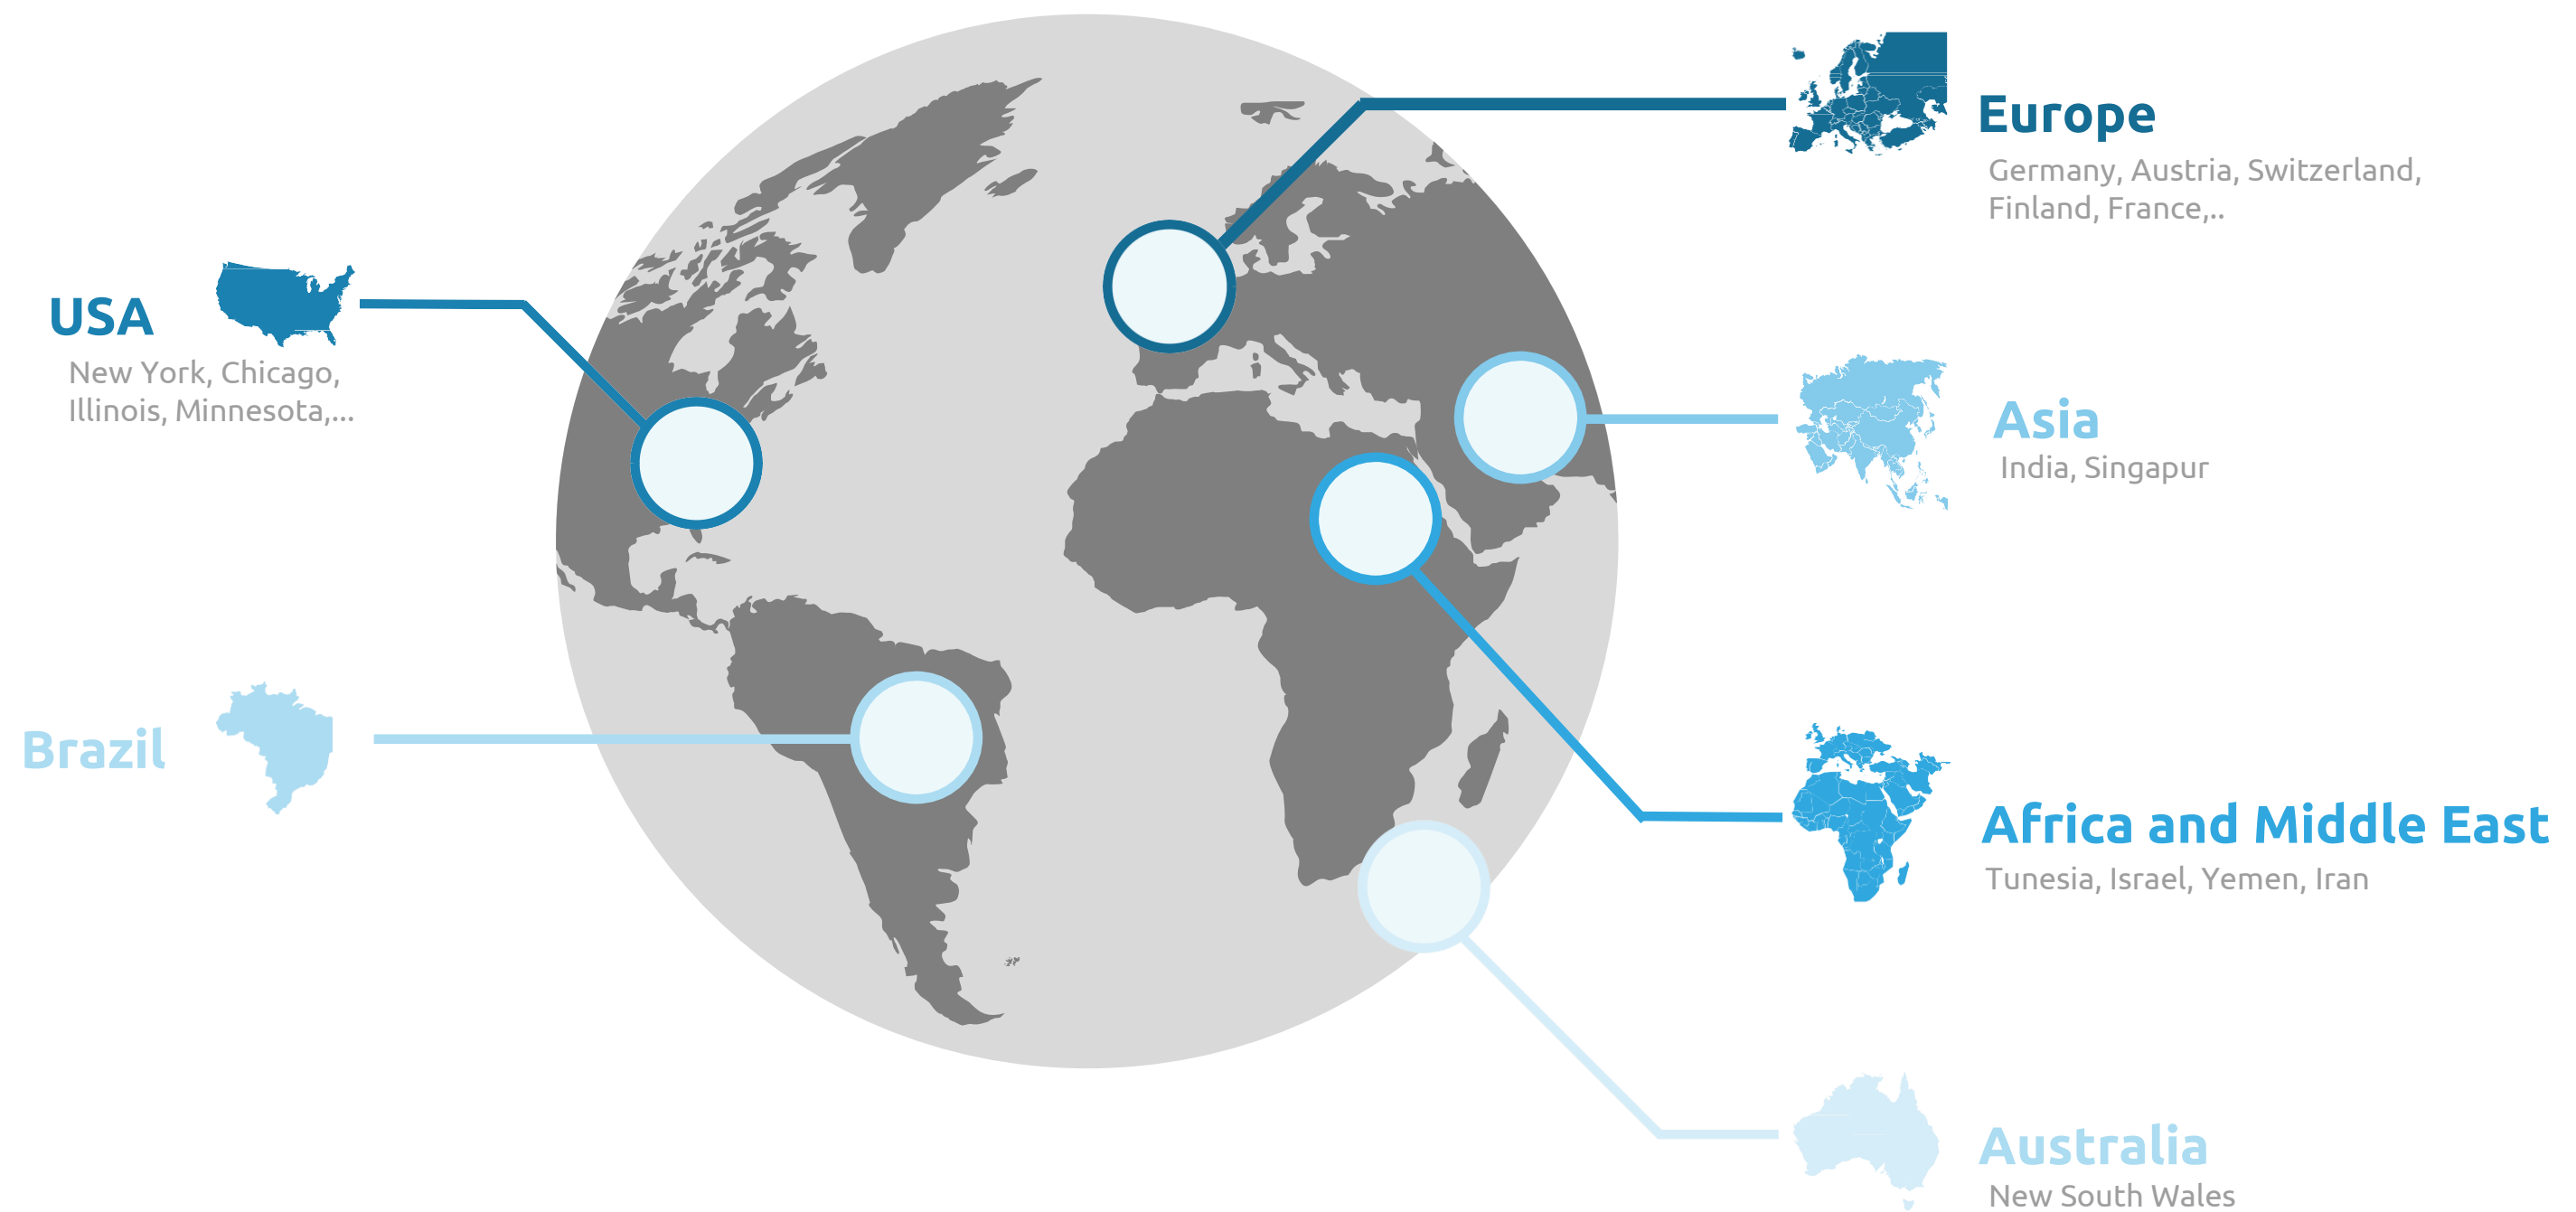 Europe
Germany, Austria, Switzerland,
Finland, France,..
USA
New York, Chicago,
Illinois, Minnesota,...
Asia
India, Singapur
Brazil
Africa and Middle East
Tunesia, Israel, Yemen, Iran
Australia
New South Wales